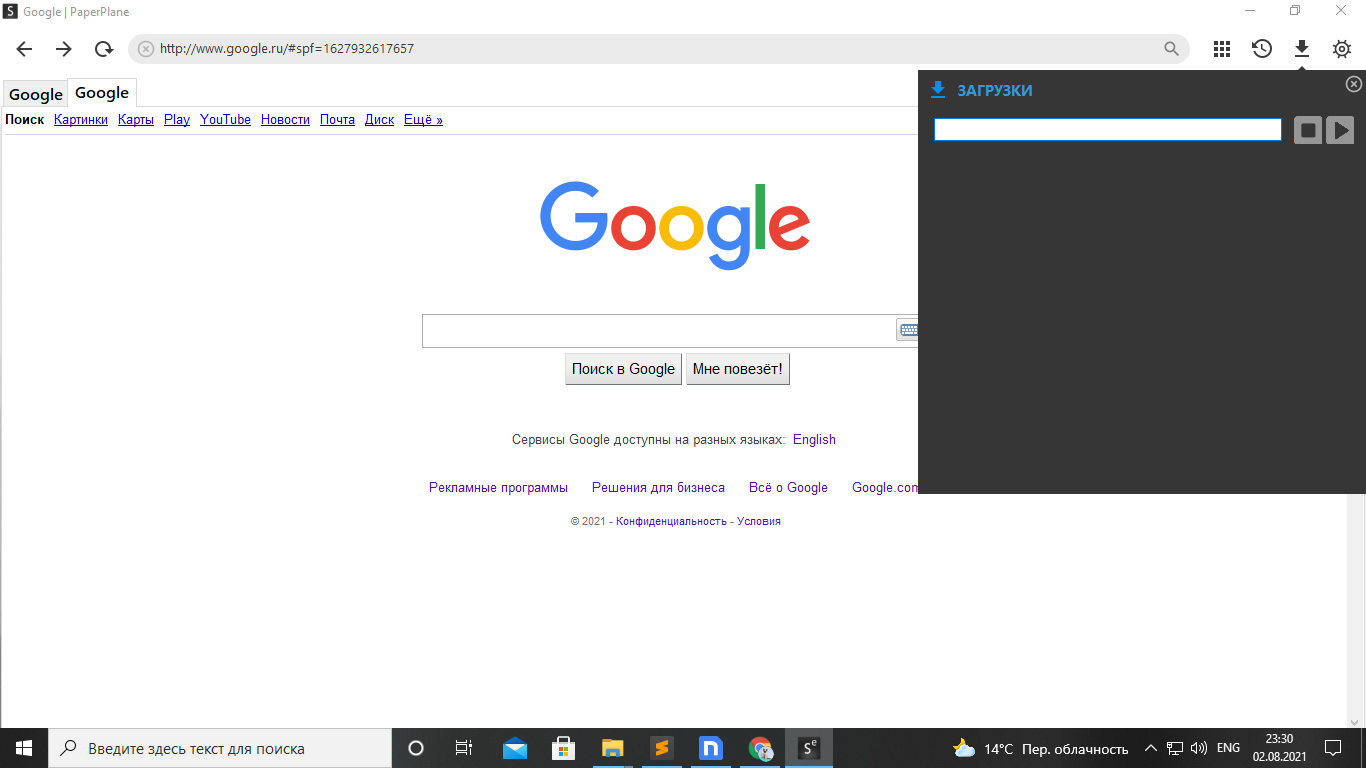 Google | PaperPlane
http://www.google.ru/#spf=1627932617657
Google Google
ЗАГРУЗКИ
Поиск Картинки Карты Play YouTube Новости Почта Диск Ещё »
Google
Поиск в Google Мне повезёт!
Сервисы Google доступны на разных языках: English
Рекламные программы Решения для бизнеса Всё о Google Google.com
© 2021 - Конфиденциальность - Условия
Введите здесь текст для поиска
14°C Пер. облачность
ENG
23:30
02.08.2021